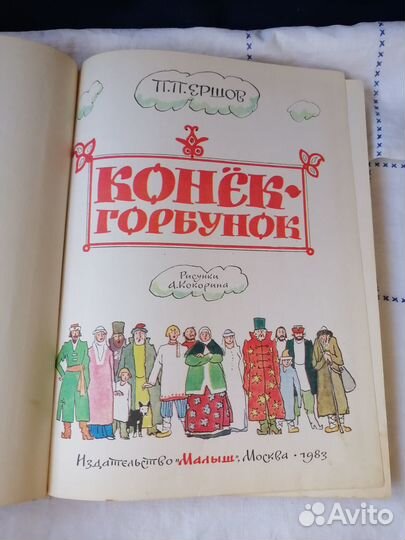 П.П. ЕРШОВ
КОНЁК-
ГОРБУНОК
Рисунки
А.Кокорина
Издательство "Малыш", Москва · 1983
Avito